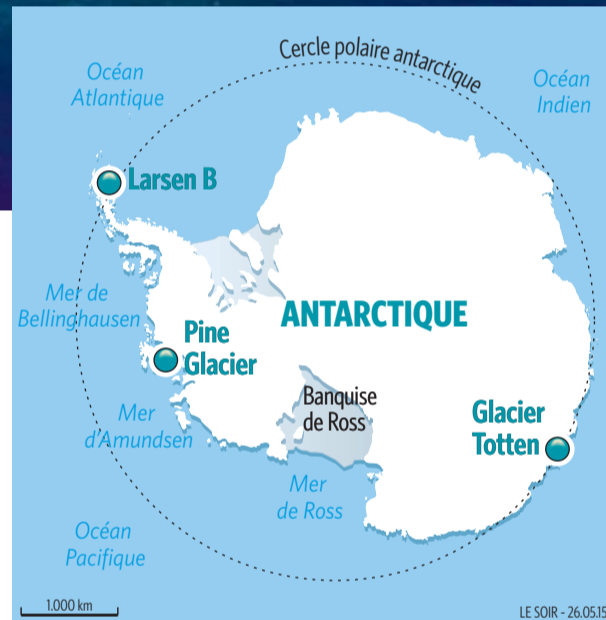 Cercle polaire antarctique
Océan
Atlantique
Océan
Indien
Larsen B
Mer de
Bellinghausen
ANTARCTIQUE
Pine
Glacier
Banquise
de Ross
Glacier
Totten
Mer
d'Amundsen
Mer
de Ross
Océan
Pacifique
1.000 km
LE SOIR - 26.05.15